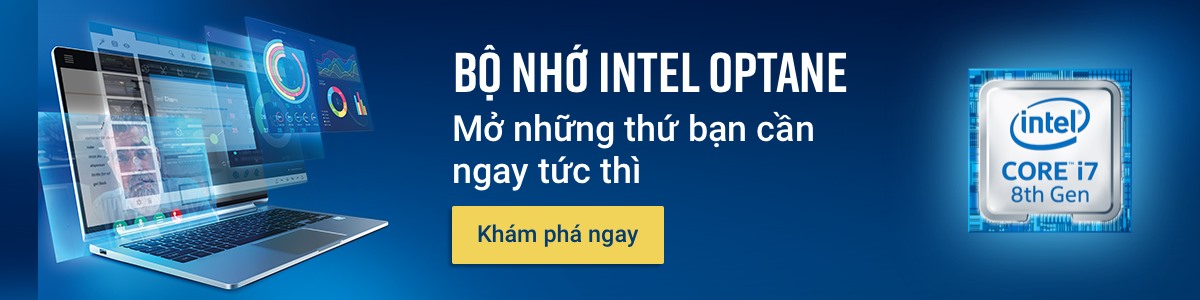 BỘ NHỚ INTEL OPTANE
Mở những thứ bạn cần
ngay tức thì
Khám phá ngay
intel
CORE™ i7
8th Gen